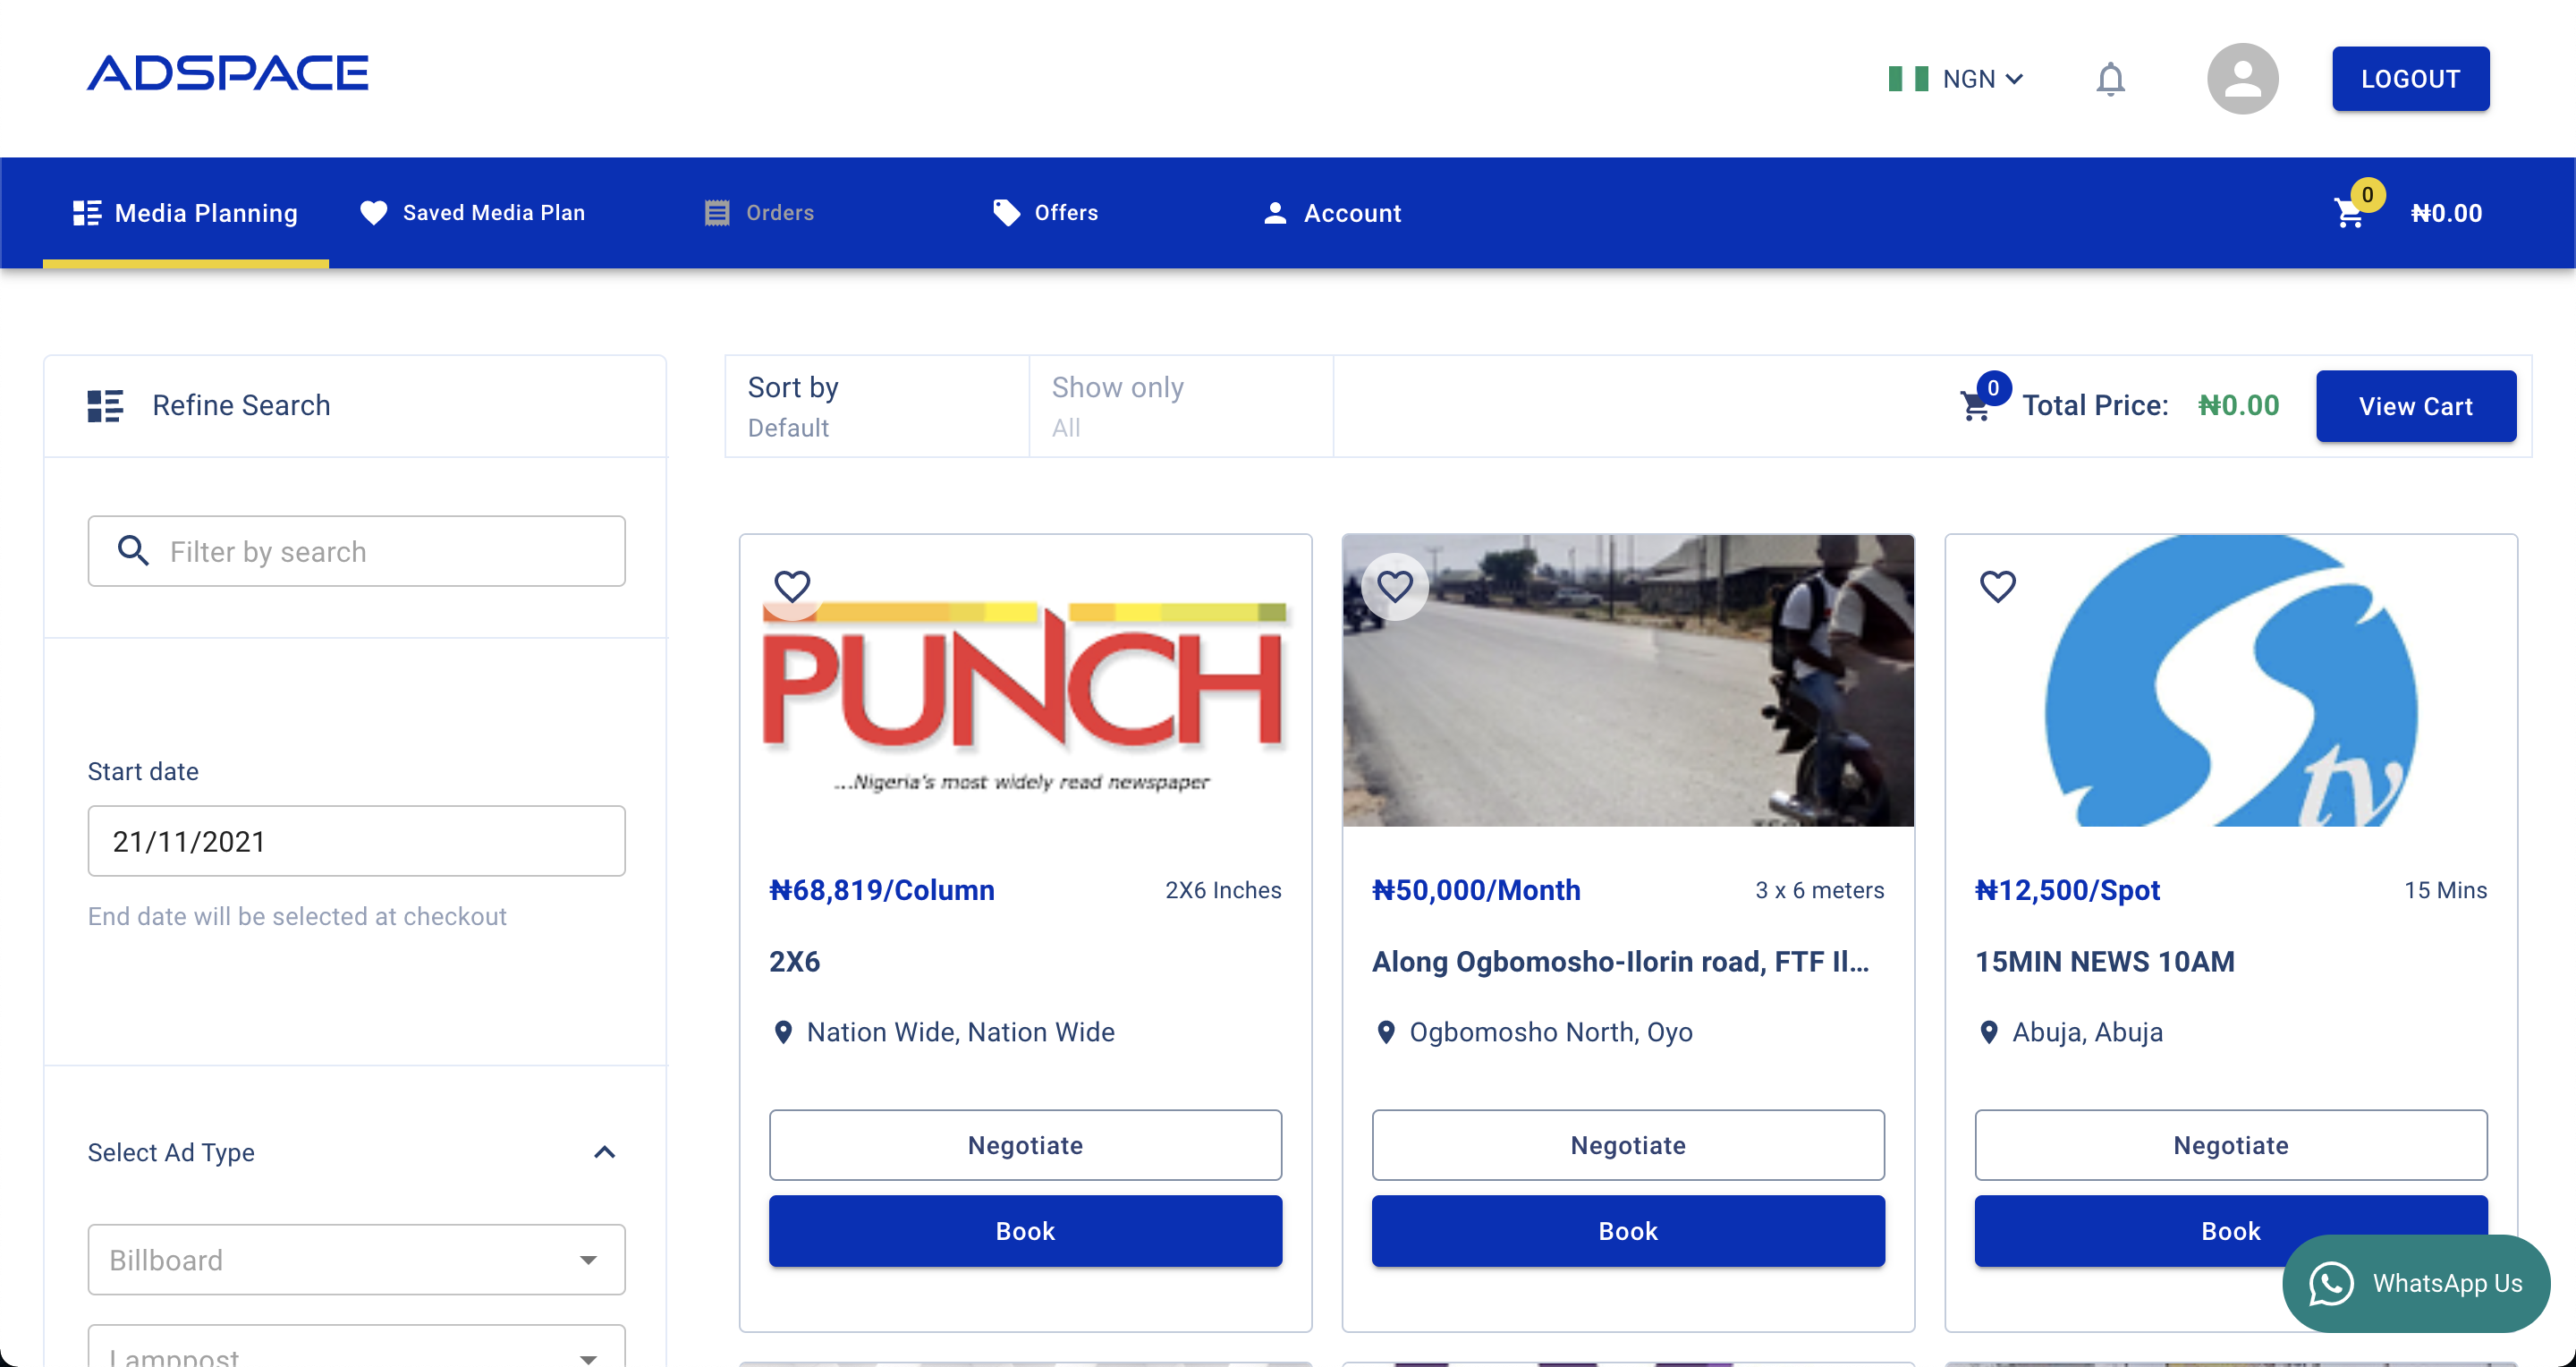 ADSPACE
NGN
LOGOUT
Media Planning
Saved Media Plan
Orders
Offers
Account
0
₦0.00
Refine Search
Sort by
Default
Show only
All
0
Total Price: ₦0.00
View Cart
Filter by search
Start date
21/11/2021
End date will be selected at checkout
Select Ad Type
Billboard
Lamppost
PUNCH
...Nigeria's most widely read newspaper
₦68,819/Column
2X6 Inches
2X6
Nation Wide, Nation Wide
Negotiate
Book
₦50,000/Month
3 x 6 meters
Along Ogbomosho-Ilorin road, FTF Il...
Ogbomosho North, Oyo
Negotiate
Book
Stv
₦12,500/Spot
15 Mins
15MIN NEWS 10AM
Abuja, Abuja
Negotiate
Book
WhatsApp Us